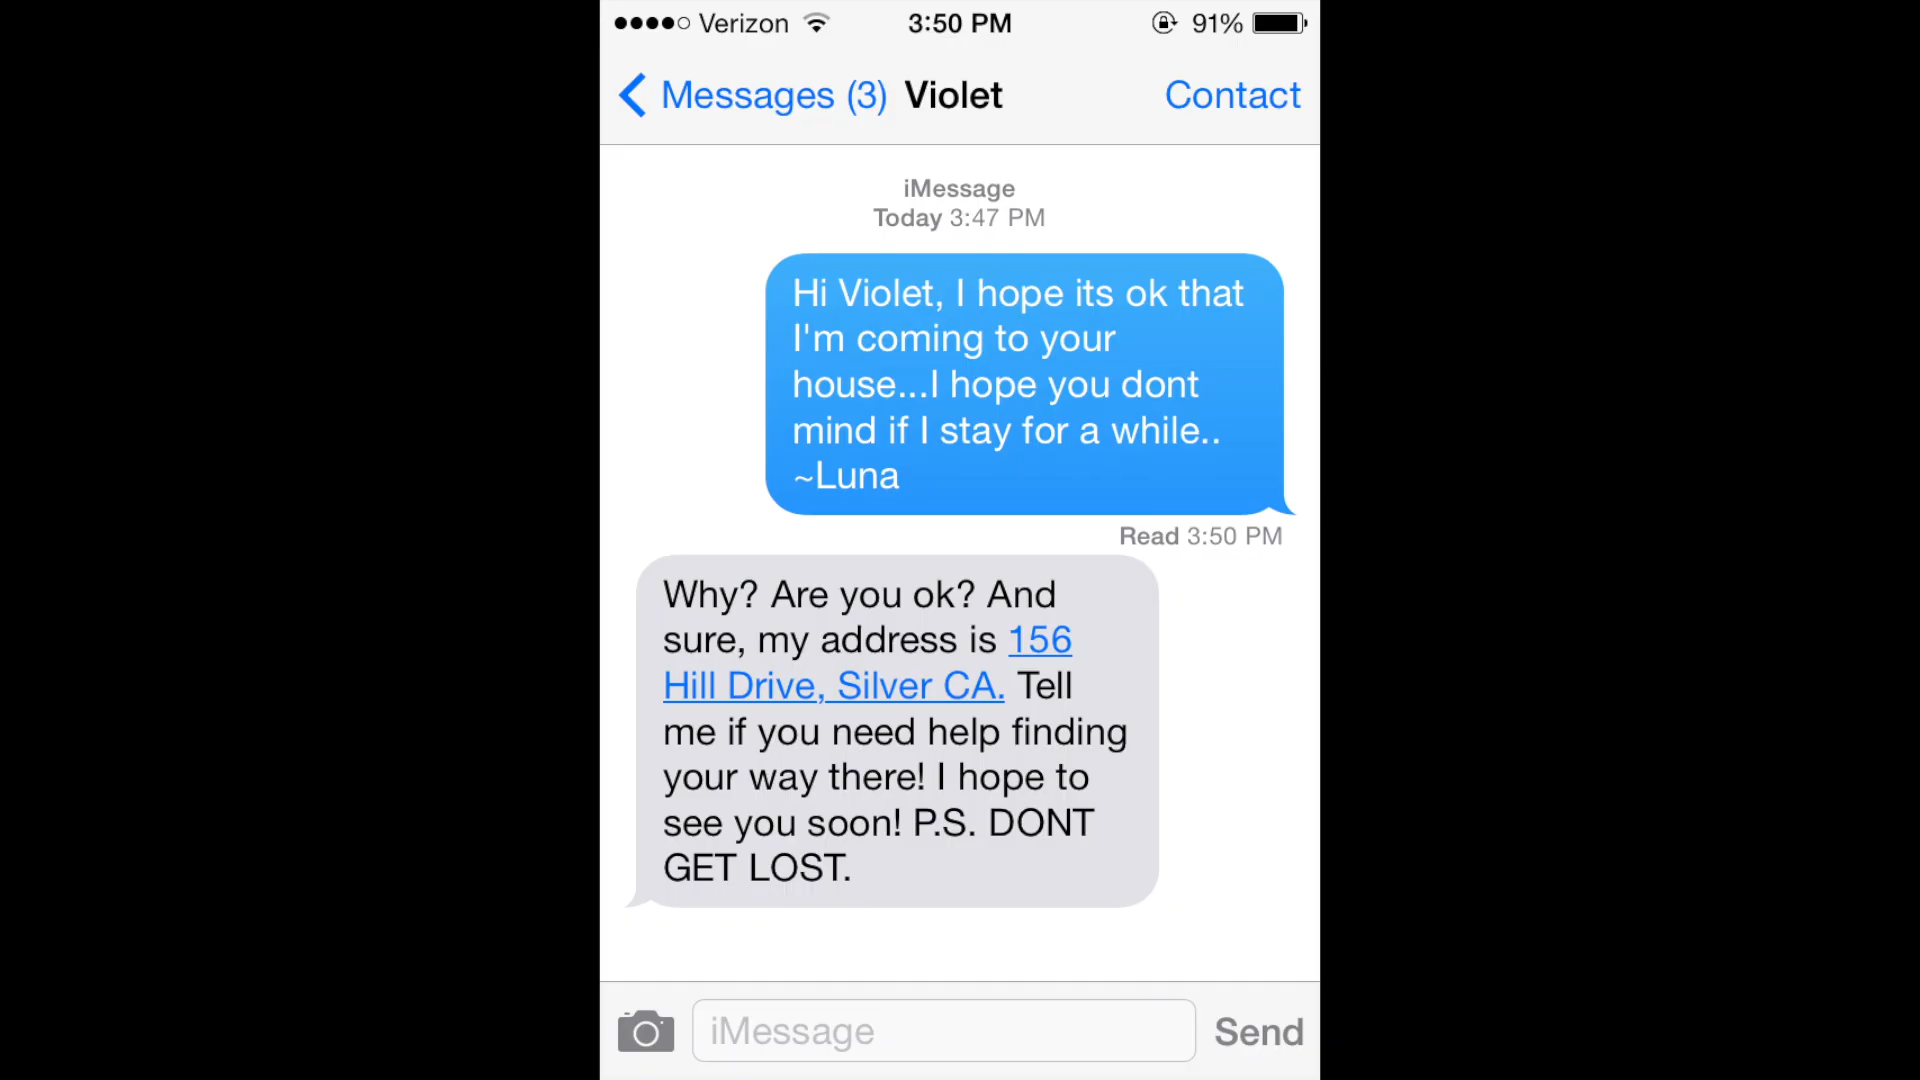 Verizon 3:50 PM 91%
Messages (3) Violet Contact
iMessage
Today 3:47 PM
Hi Violet, I hope its ok that
I'm coming to your
house...I hope you dont
mind if I stay for a while..
~Luna
Read 3:50 PM
Why? Are you ok? And
sure, my address is 156
Hill Drive, Silver CA. Tell
me if you need help finding
your way there! I hope to
see you soon! P.S. DONT
GET LOST.
iMessage Send